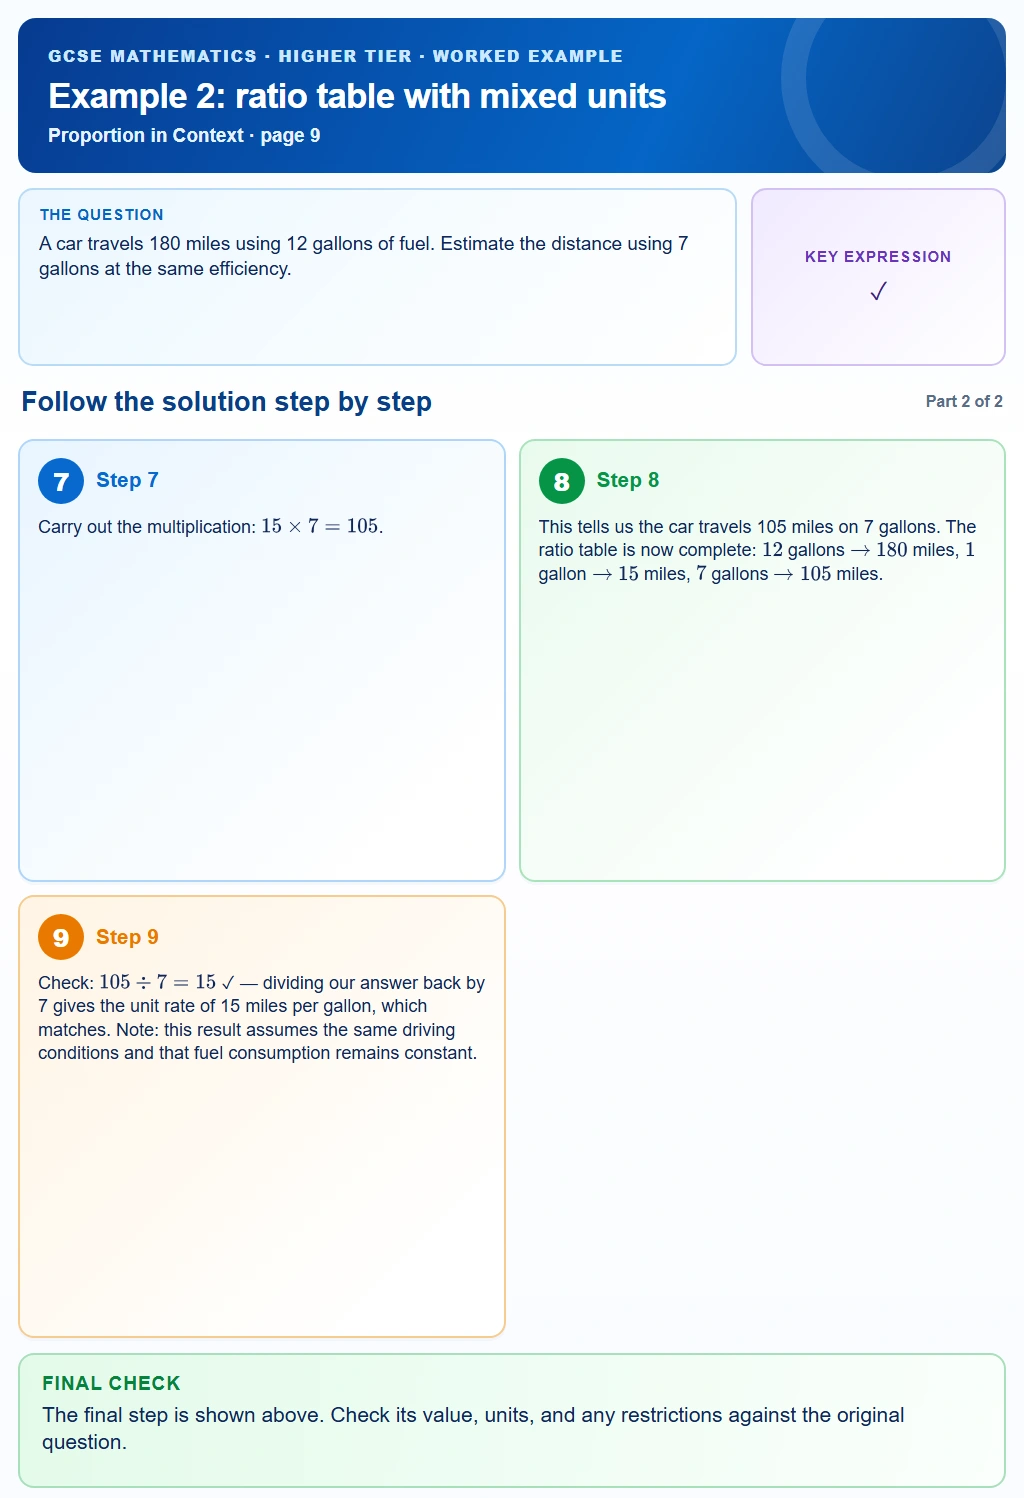 GCSE MATHEMATICS · HIGHER TIER · WORKED EXAMPLE
Example 2: ratio table with mixed units
Proportion in Context · page 9
THE QUESTION
A car travels 180 miles using 12 gallons of fuel. Estimate the distance using 7
gallons at the same efficiency.
KEY EXPRESSION
✓
Follow the solution step by step
Part 2 of 2
7 Step 7
Carry out the multiplication: 15 × 7 = 105.
8 Step 8
This tells us the car travels 105 miles on 7 gallons. The
ratio table is now complete: 12 gallons → 180 miles, 1
gallon → 15 miles, 7 gallons → 105 miles.
9 Step 9
Check: 105 ÷ 7 = 15 ✓ — dividing our answer back by
7 gives the unit rate of 15 miles per gallon, which
matches. Note: this result assumes the same driving
conditions and that fuel consumption remains constant.
FINAL CHECK
The final step is shown above. Check its value, units, and any restrictions against the original
question.